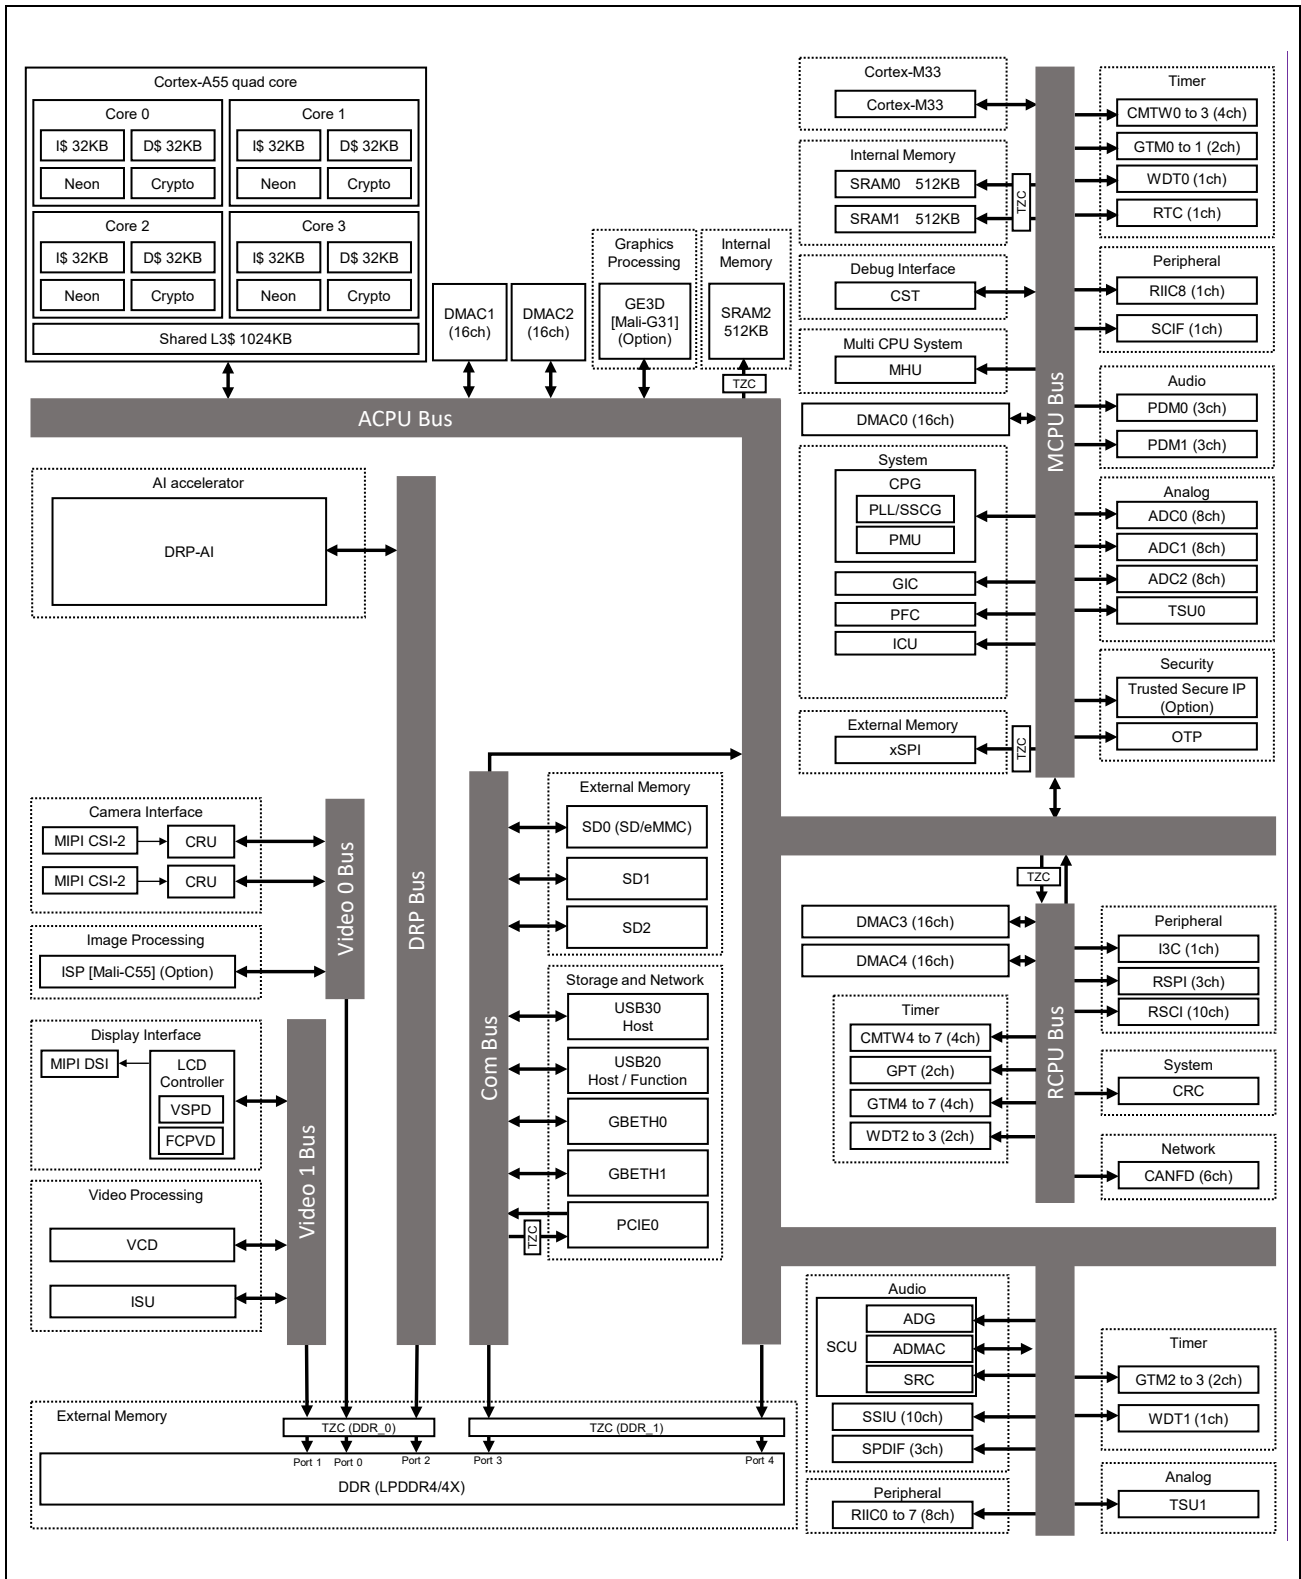 Cortex-A55 quad core
Core 0
I$ 32KB
D$ 32KB
Neon
Crypto
Core 1
I$ 32KB
D$ 32KB
Neon
Crypto
Core 2
I$ 32KB
D$ 32KB
Neon
Crypto
Core 3
I$ 32KB
D$ 32KB
Neon
Crypto
Shared L3$ 1024KB
DMAC1
(16ch)
DMAC2
(16ch)
Graphics
Processing
GE3D
[Mali-G31]
(Option)
Internal
Memory
SRAM2
512KB
TZC
ACPU Bus
AI accelerator
DRP-AI
DRP Bus
Camera Interface
MIPI CSI-2
CRU
MIPI CSI-2
CRU
Image Processing
ISP [Mali-C55] (Option)
Video 0 Bus
Display Interface
MIPI DSI
LCD
Controller
VSPD
FCPVD
Video Processing
VCD
ISU
Video 1 Bus
Com Bus
External Memory
SD0 (SD/eMMC)
SD1
SD2
Storage and Network
USB30
Host
USB20
Host / Function
GBETH0
GBETH1
PCIE0
TZC
External Memory
TZC (DDR_0)
TZC (DDR_1)
Port 1
Port 0
Port 2
Port 3
Port 4
DDR (LPDDR4/4X)
Cortex-M33
Cortex-M33
Internal Memory
SRAM0 512KB
SRAM1 512KB
TZC
Debug Interface
CST
Multi CPU System
MHU
DMAC0 (16ch)
System
CPG
PLL/SSCG
PMU
GIC
PFC
ICU
External Memory
xSPI
TZC
MCPU Bus
Timer
CMTW0 to 3 (4ch)
GTM0 to 1 (2ch)
WDT0 (1ch)
RTC (1ch)
Peripheral
RIIC8 (1ch)
SCIF (1ch)
Audio
PDM0 (3ch)
PDM1 (3ch)
Analog
ADC0 (8ch)
ADC1 (8ch)
ADC2 (8ch)
TSU0
Security
Trusted Secure IP
(Option)
OTP
TZC
DMAC3 (16ch)
DMAC4 (16ch)
Timer
CMTW4 to 7 (4ch)
GPT (2ch)
GTM4 to 7 (4ch)
WDT2 to 3 (2ch)
RCPU Bus
Peripheral
I3C (1ch)
RSPI (3ch)
RSCI (10ch)
System
CRC
Network
CANFD (6ch)
Audio
SCU
ADG
ADMAC
SRC
SSIU (10ch)
SPDIF (3ch)
Peripheral
RIIC0 to 7 (8ch)
Timer
GTM2 to 3 (2ch)
WDT1 (1ch)
Analog
TSU1